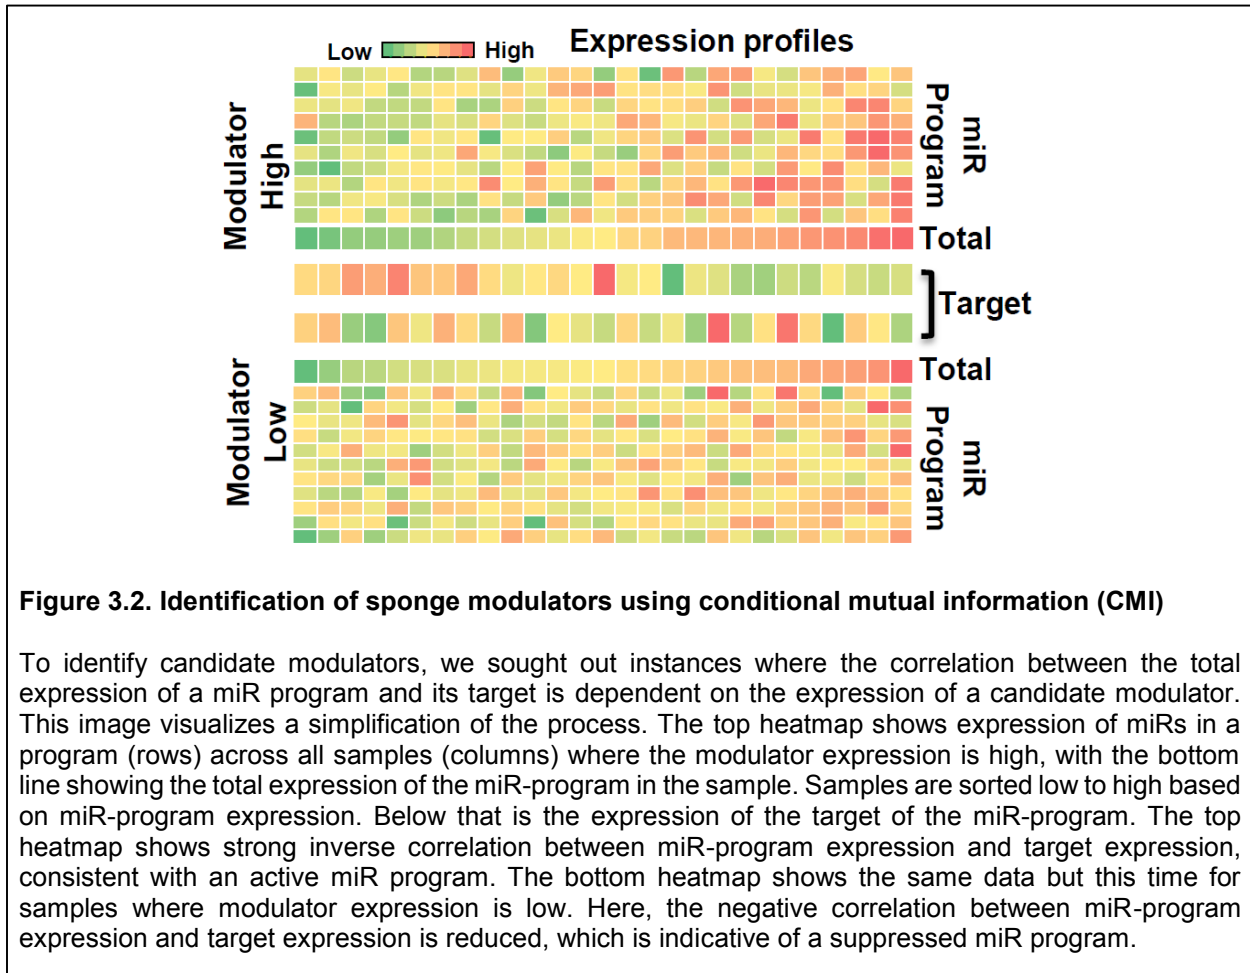 Expression profiles
Low High
Modulator
High
miR
Program
Total
Target
Total
Modulator
Low
miR
Program
Figure 3.2. Identification of sponge modulators using conditional mutual information (CMI)
To identify candidate modulators, we sought out instances where the correlation between the total
expression of a miR program and its target is dependent on the expression of a candidate modulator.
This image visualizes a simplification of the process. The top heatmap shows expression of miRs in a
program (rows) across all samples (columns) where the modulator expression is high, with the bottom
line showing the total expression of the miR-program in the sample. Samples are sorted low to high based
on miR-program expression. Below that is the expression of the target of the miR-program. The top
heatmap shows strong inverse correlation between miR-program expression and target expression,
consistent with an active miR program. The bottom heatmap shows the same data but this time for
samples where modulator expression is low. Here, the negative correlation between miR-program
expression and target expression is reduced, which is indicative of a suppressed miR program.